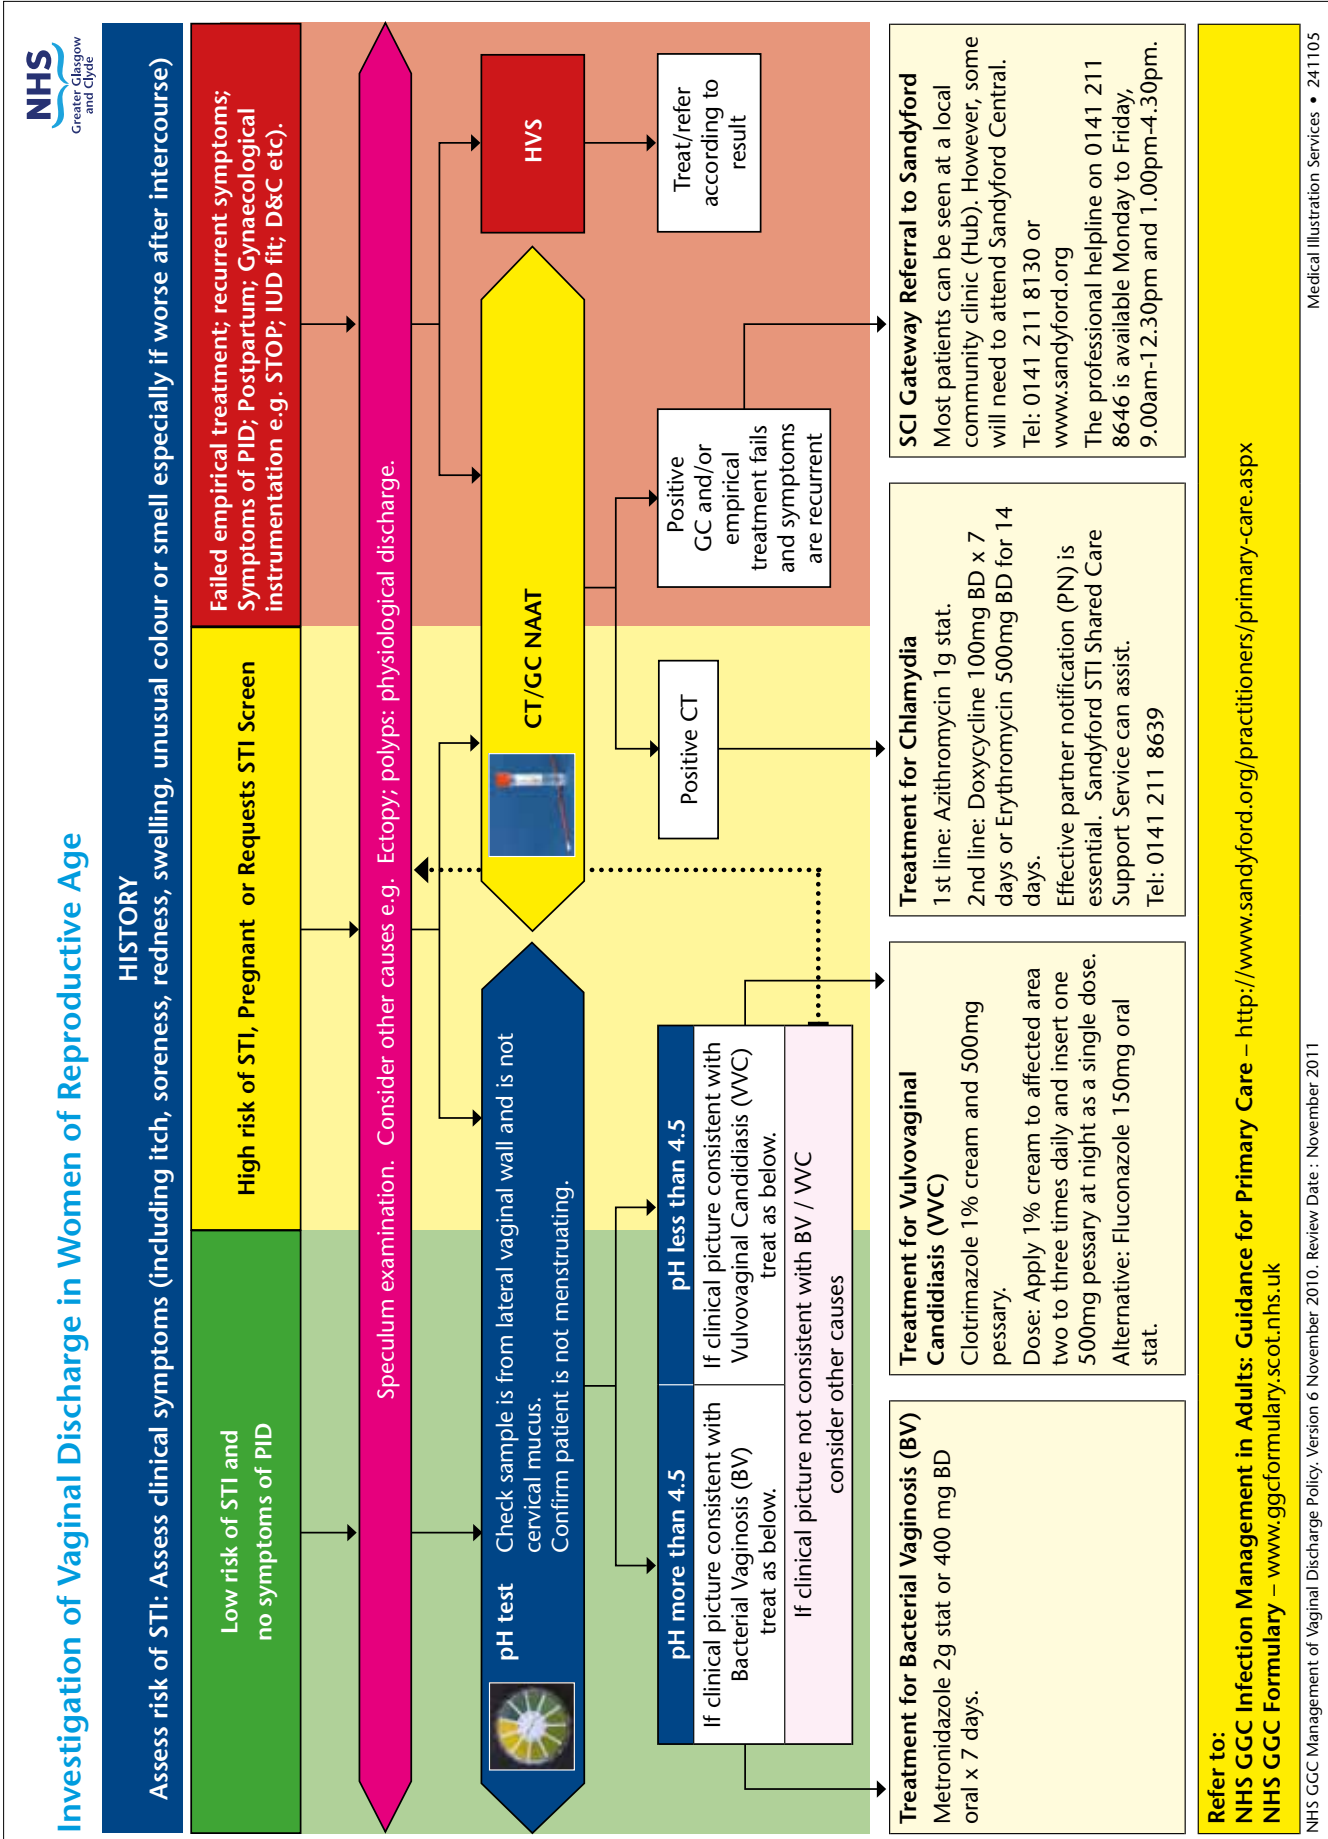 Investigation of Vaginal Discharge in Women of Reproductive Age
NHS
Greater Glasgow
and Clyde
HISTORY
Assess risk of STI: Assess clinical symptoms (including itch, soreness, redness, swelling, unusual colour or smell especially if worse after intercourse)
Low risk of STI and
no symptoms of PID
High risk of STI, Pregnant or Requests STI Screen
Failed empirical treatment; recurrent symptoms;
Symptoms of PID; Postpartum; Gynaecological
instrumentation e.g. STOP; IUD fit; D&C etc).
Speculum examination. Consider other causes e.g. Ectopy; polyps: physiological discharge.
pH test
Check sample is from lateral vaginal wall and is not
cervical mucus.
Confirm patient is not menstruating.
CT/GC NAAT
HVS
pH more than 4.5
If clinical picture consistent with
Bacterial Vaginosis (BV)
treat as below.
pH less than 4.5
If clinical picture consistent with
Vulvovaginal Candidiasis (VVC)
treat as below.
If clinical picture not consistent with BV / VVC
consider other causes
Positive CT
Positive
GC and/or
empirical
treatment fails
and symptoms
are recurrent
Treat/refer
according to
result
Treatment for Bacterial Vaginosis (BV)
Metronidazole 2g stat or 400 mg BD
oral x 7 days.
Treatment for Vulvovaginal
Candidiasis (VVC)
Clotrimazole 1% cream and 500mg
pessary.
Dose: Apply 1% cream to affected area
two to three times daily and insert one
500mg pessary at night as a single dose.
Alternative: Fluconazole 150mg oral
stat.
Treatment for Chlamydia
1st line: Azithromycin 1g stat.
2nd line: Doxycycline 100mg BD x 7
days or Erythromycin 500mg BD for 14
days.
Effective partner notification (PN) is
essential. Sandyford STI Shared Care
Support Service can assist.
Tel: 0141 211 8639
SCI Gateway Referral to Sandyford
Most patients can be seen at a local
community clinic (Hub). However, some
will need to attend Sandyford Central.
Tel: 0141 211 8130 or
www.sandyford.org
The professional helpline on 0141 211
8646 is available Monday to Friday,
9.00am-12.30pm and 1.00pm-4.30pm.
Refer to:
NHS GGC Infection Management in Adults: Guidance for Primary Care – http://www.sandyford.org/practitioners/primary-care.aspx
NHS GGC Formulary – www.ggcformulary.scot.nhs.uk
NHS GGC Management of Vaginal Discharge Policy. Version 6 November 2010. Review Date : November 2011
Medical Illustration Services • 241105